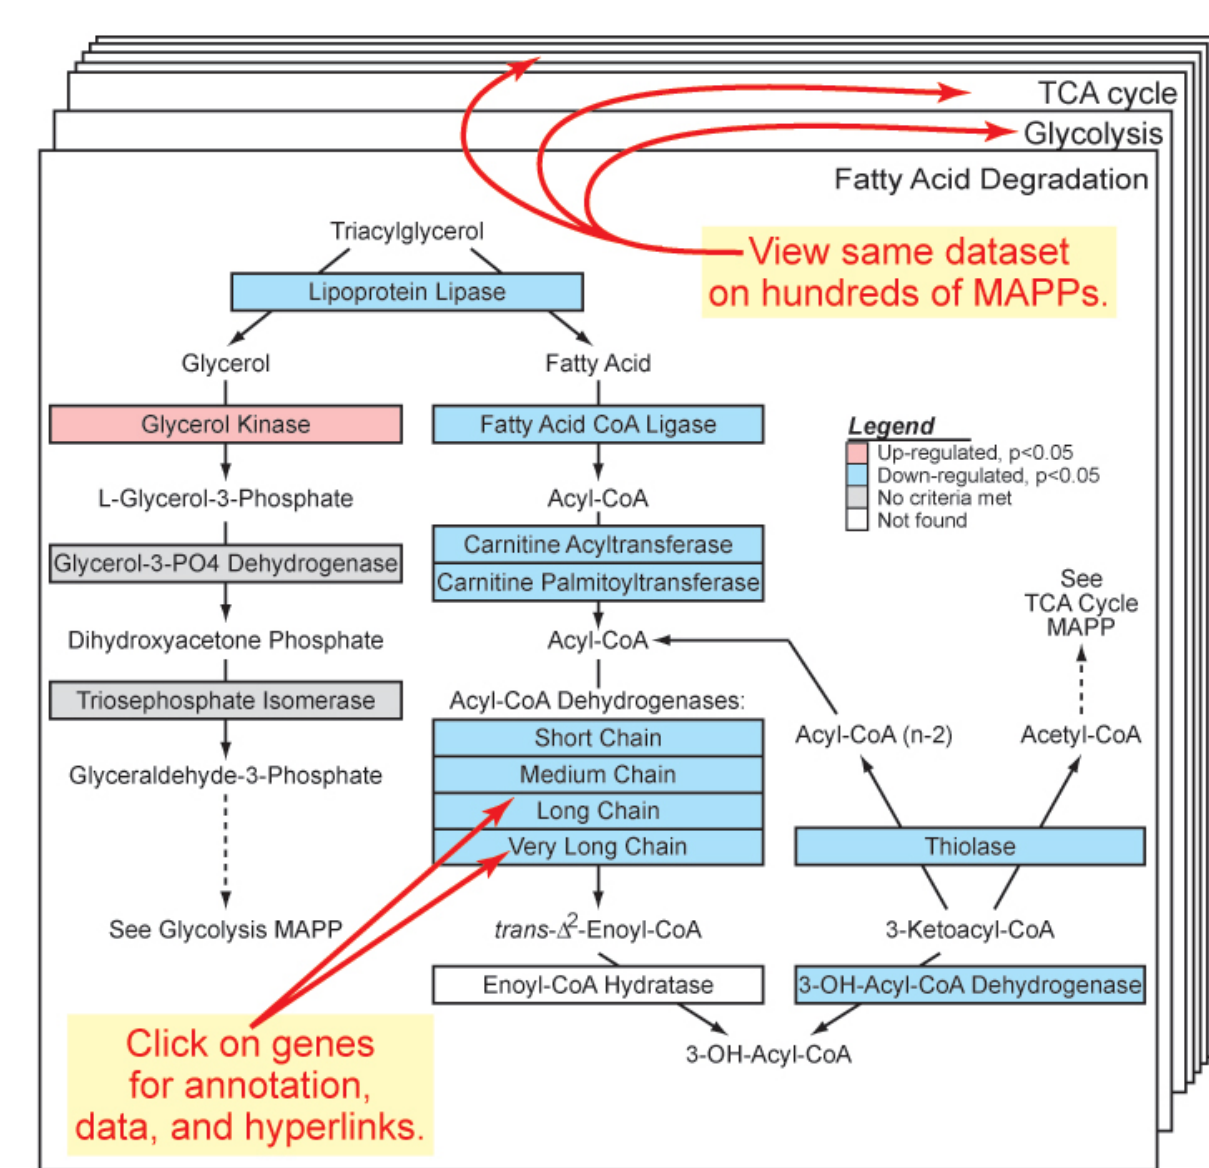 TCA cycle
Glycolysis
Fatty Acid Degradation
View same dataset
on hundreds of MAPPs.
Triacylglycerol
Lipoprotein Lipase
Glycerol
Fatty Acid
Glycerol Kinase
Fatty Acid CoA Ligase
Legend
Up-regulated, p<0.05
Down-regulated, p<0.05
No criteria met
Not found
L-Glycerol-3-Phosphate
Acyl-CoA
Glycerol-3-PO4 Dehydrogenase
Carnitine Acyltransferase
Carnitine Palmitoyltransferase
Dihydroxyacetone Phosphate
Acyl-CoA
See
TCA Cycle
MAPP
Triosephosphate Isomerase
Acyl-CoA Dehydrogenases:
Short Chain
Medium Chain
Long Chain
Very Long Chain
Acyl-CoA (n-2)
Acetyl-CoA
Glyceraldehyde-3-Phosphate
Thiolase
See Glycolysis MAPP
trans-Δ²-Enoyl-CoA
3-Ketoacyl-CoA
Enoyl-CoA Hydratase
3-OH-Acyl-CoA Dehydrogenase
3-OH-Acyl-CoA
Click on genes
for annotation,
data, and hyperlinks.